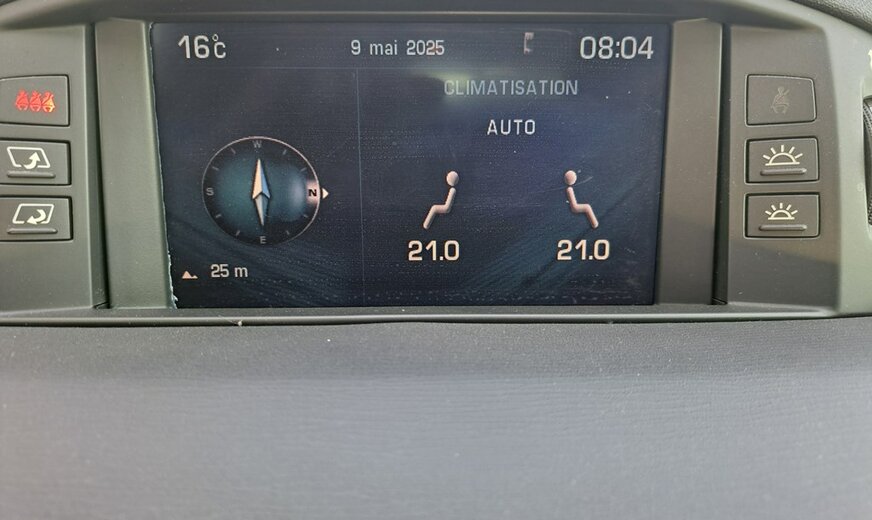 16°C 9 mai 2025 08:04
CLIMATISATION
AUTO
W
S N
E
21.0 21.0
25 m